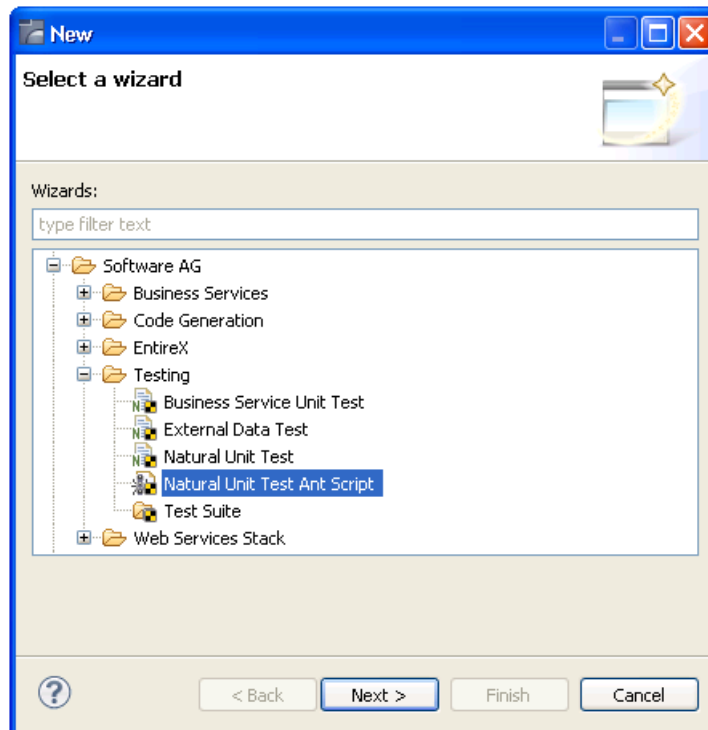 New
Select a wizard
Wizards:
type filter text
Software AG
Business Services
Code Generation
EntireX
Testing
Business Service Unit Test
External Data Test
Natural Unit Test
Natural Unit Test Ant Script
Test Suite
Web Services Stack
< Back Next > Finish Cancel